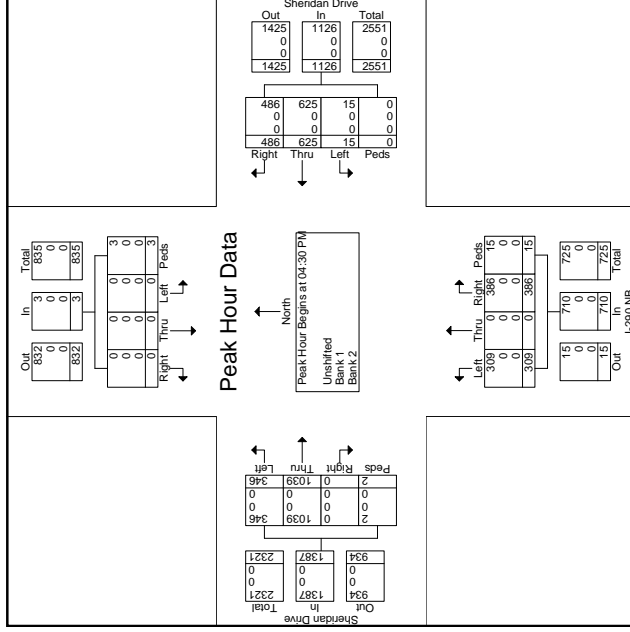 Sheridan Drive
Out In Total
1425 1126 2551
0 0 0
0 0 0
1425 1126 2551
486 625 15 0
0 0 0 0
0 0 0 0
486 625 15 0
Right Thru Left Peds
Out In Total
832 3 835
0 0 0
0 0 0
832 3 835
0 0 0 3
0 0 0 0
0 0 0 0
0 0 0 3
Right Thru Left Peds
Peak Hour Data
North
Peak Hour Begins at 04:30 PM
Unshifted
Bank 1
Bank 2
Left Thru Right Peds
309 0 386 15
0 0 0 0
0 0 0 0
309 0 386 15
15 710 725
0 0 0
0 0 0
15 710 725
Out In Total
I-290 NB
Left Thru Right Peds
346 1039 0 2
0 0 0 0
0 0 0 0
346 1039 0 2
2321 1387 934
0 0 0
0 0 0
2321 1387 934
Total In Out
Sheridan Drive